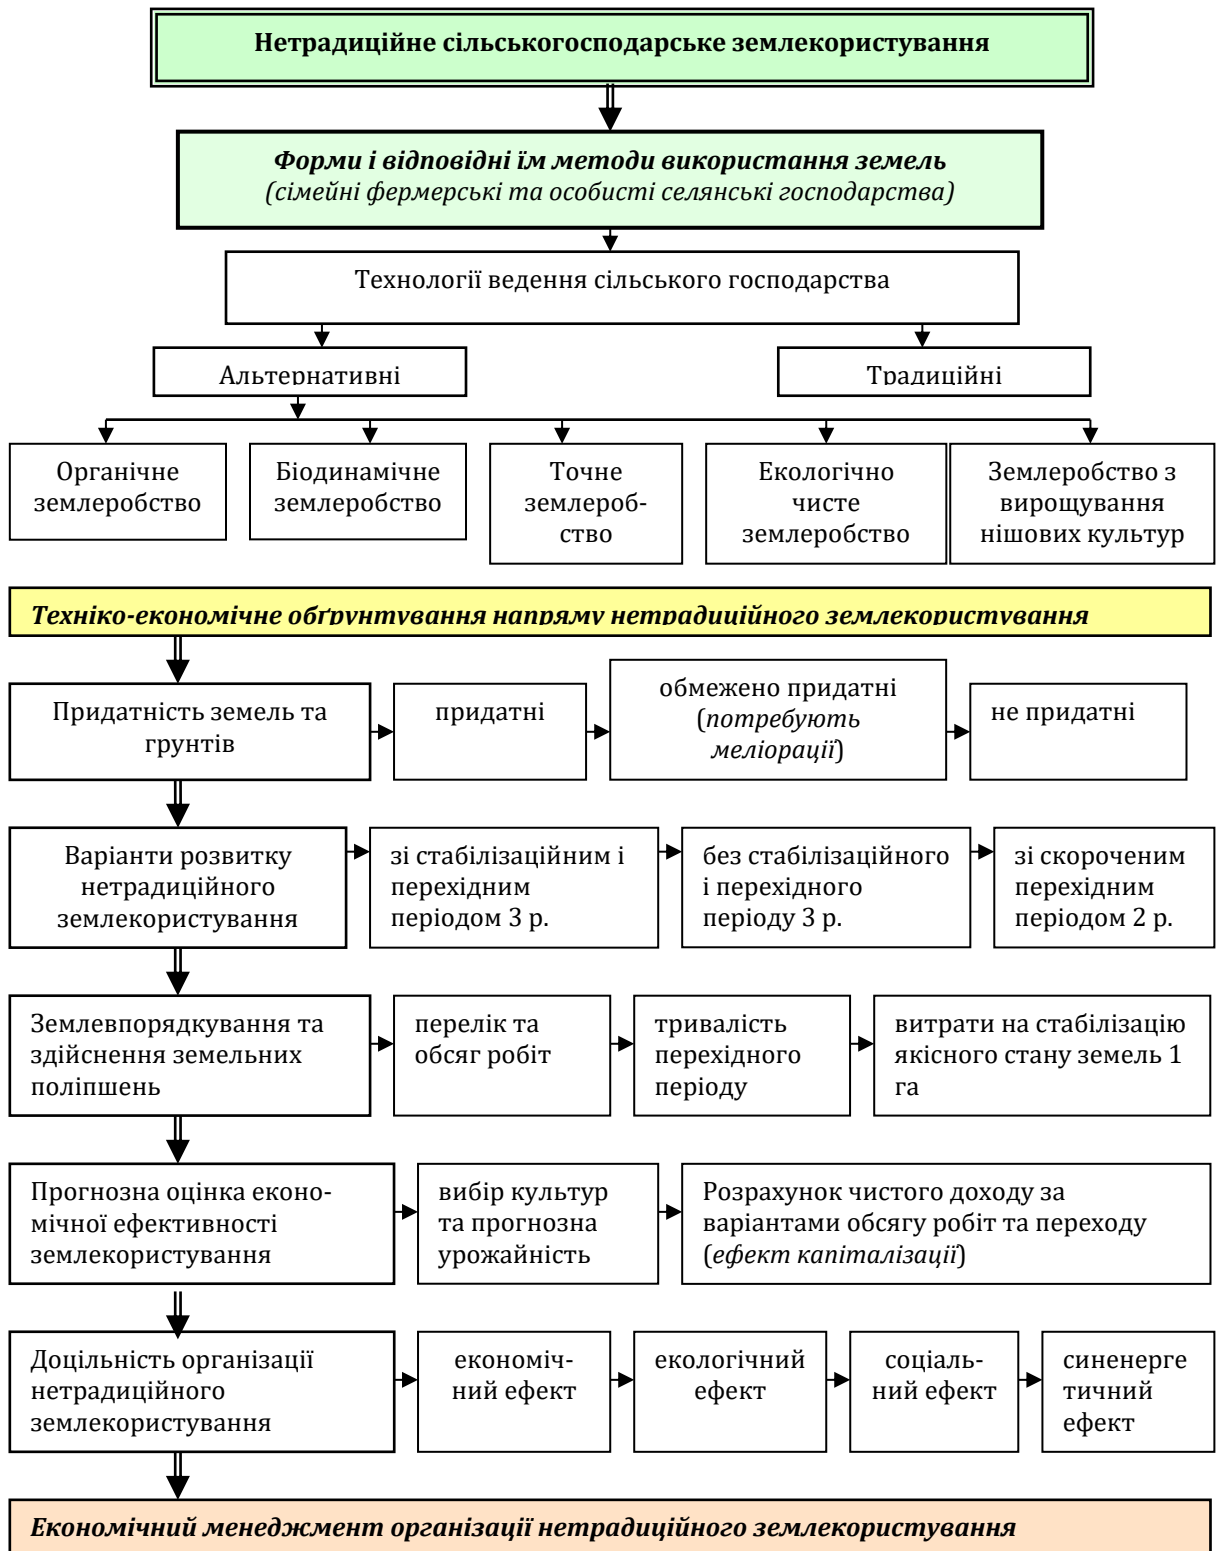 Нетрадиційне сільськогосподарське землекористування
Форми і відповідні їм методи використання земель
(сімейні фермерські та особисті селянські господарства)
Технології ведення сільського господарства
Альтернативні
Традиційні
Органічне
землеробство
Біодинамічне
землеробство
Точне
землероб-
ство
Екологічно
чисте
землеробство
Землеробство з
вирощування
нішових культур
Техніко-економічне обґрунтування напряму нетрадиційного землекористування
Придатність земель та
грунтів
придатні
обмежено придатні
(потребують
меліорації)
не придатні
Варіанти розвитку
нетрадиційного
землекористування
зі стабілізаційним і
перехідним
періодом 3 р.
без стабілізаційного
і перехідного
періоду 3 р.
зі скороченим
перехідним
періодом 2 р.
Землевпорядкування та
здійснення земельних
поліпшень
перелік та
обсяг робіт
тривалість
перехідного
періоду
витрати на стабілізацію
якісного стану земель 1
га
Прогнозна оцінка еконо-
мічної ефективності
землекористування
вибір культур
та прогнозна
урожайність
Розрахунок чистого доходу за
варіантами обсягу робіт та переходу
(ефект капіталізації)
Доцільність організації
нетрадиційного
землекористування
економіч-
ний ефект
екологічний
ефект
соціаль-
ний ефект
синенерге
тичний
ефект
Економічний менеджмент організації нетрадиційного землекористування